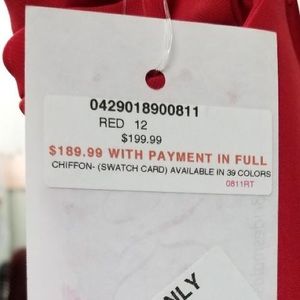 0429018900811
RED 12
$199.99
$189.99 WITH PAYMENT IN FULL
CHIFFON- (SWATCH CARD) AVAILABLE IN 39 COLORS
0811RT
NLY